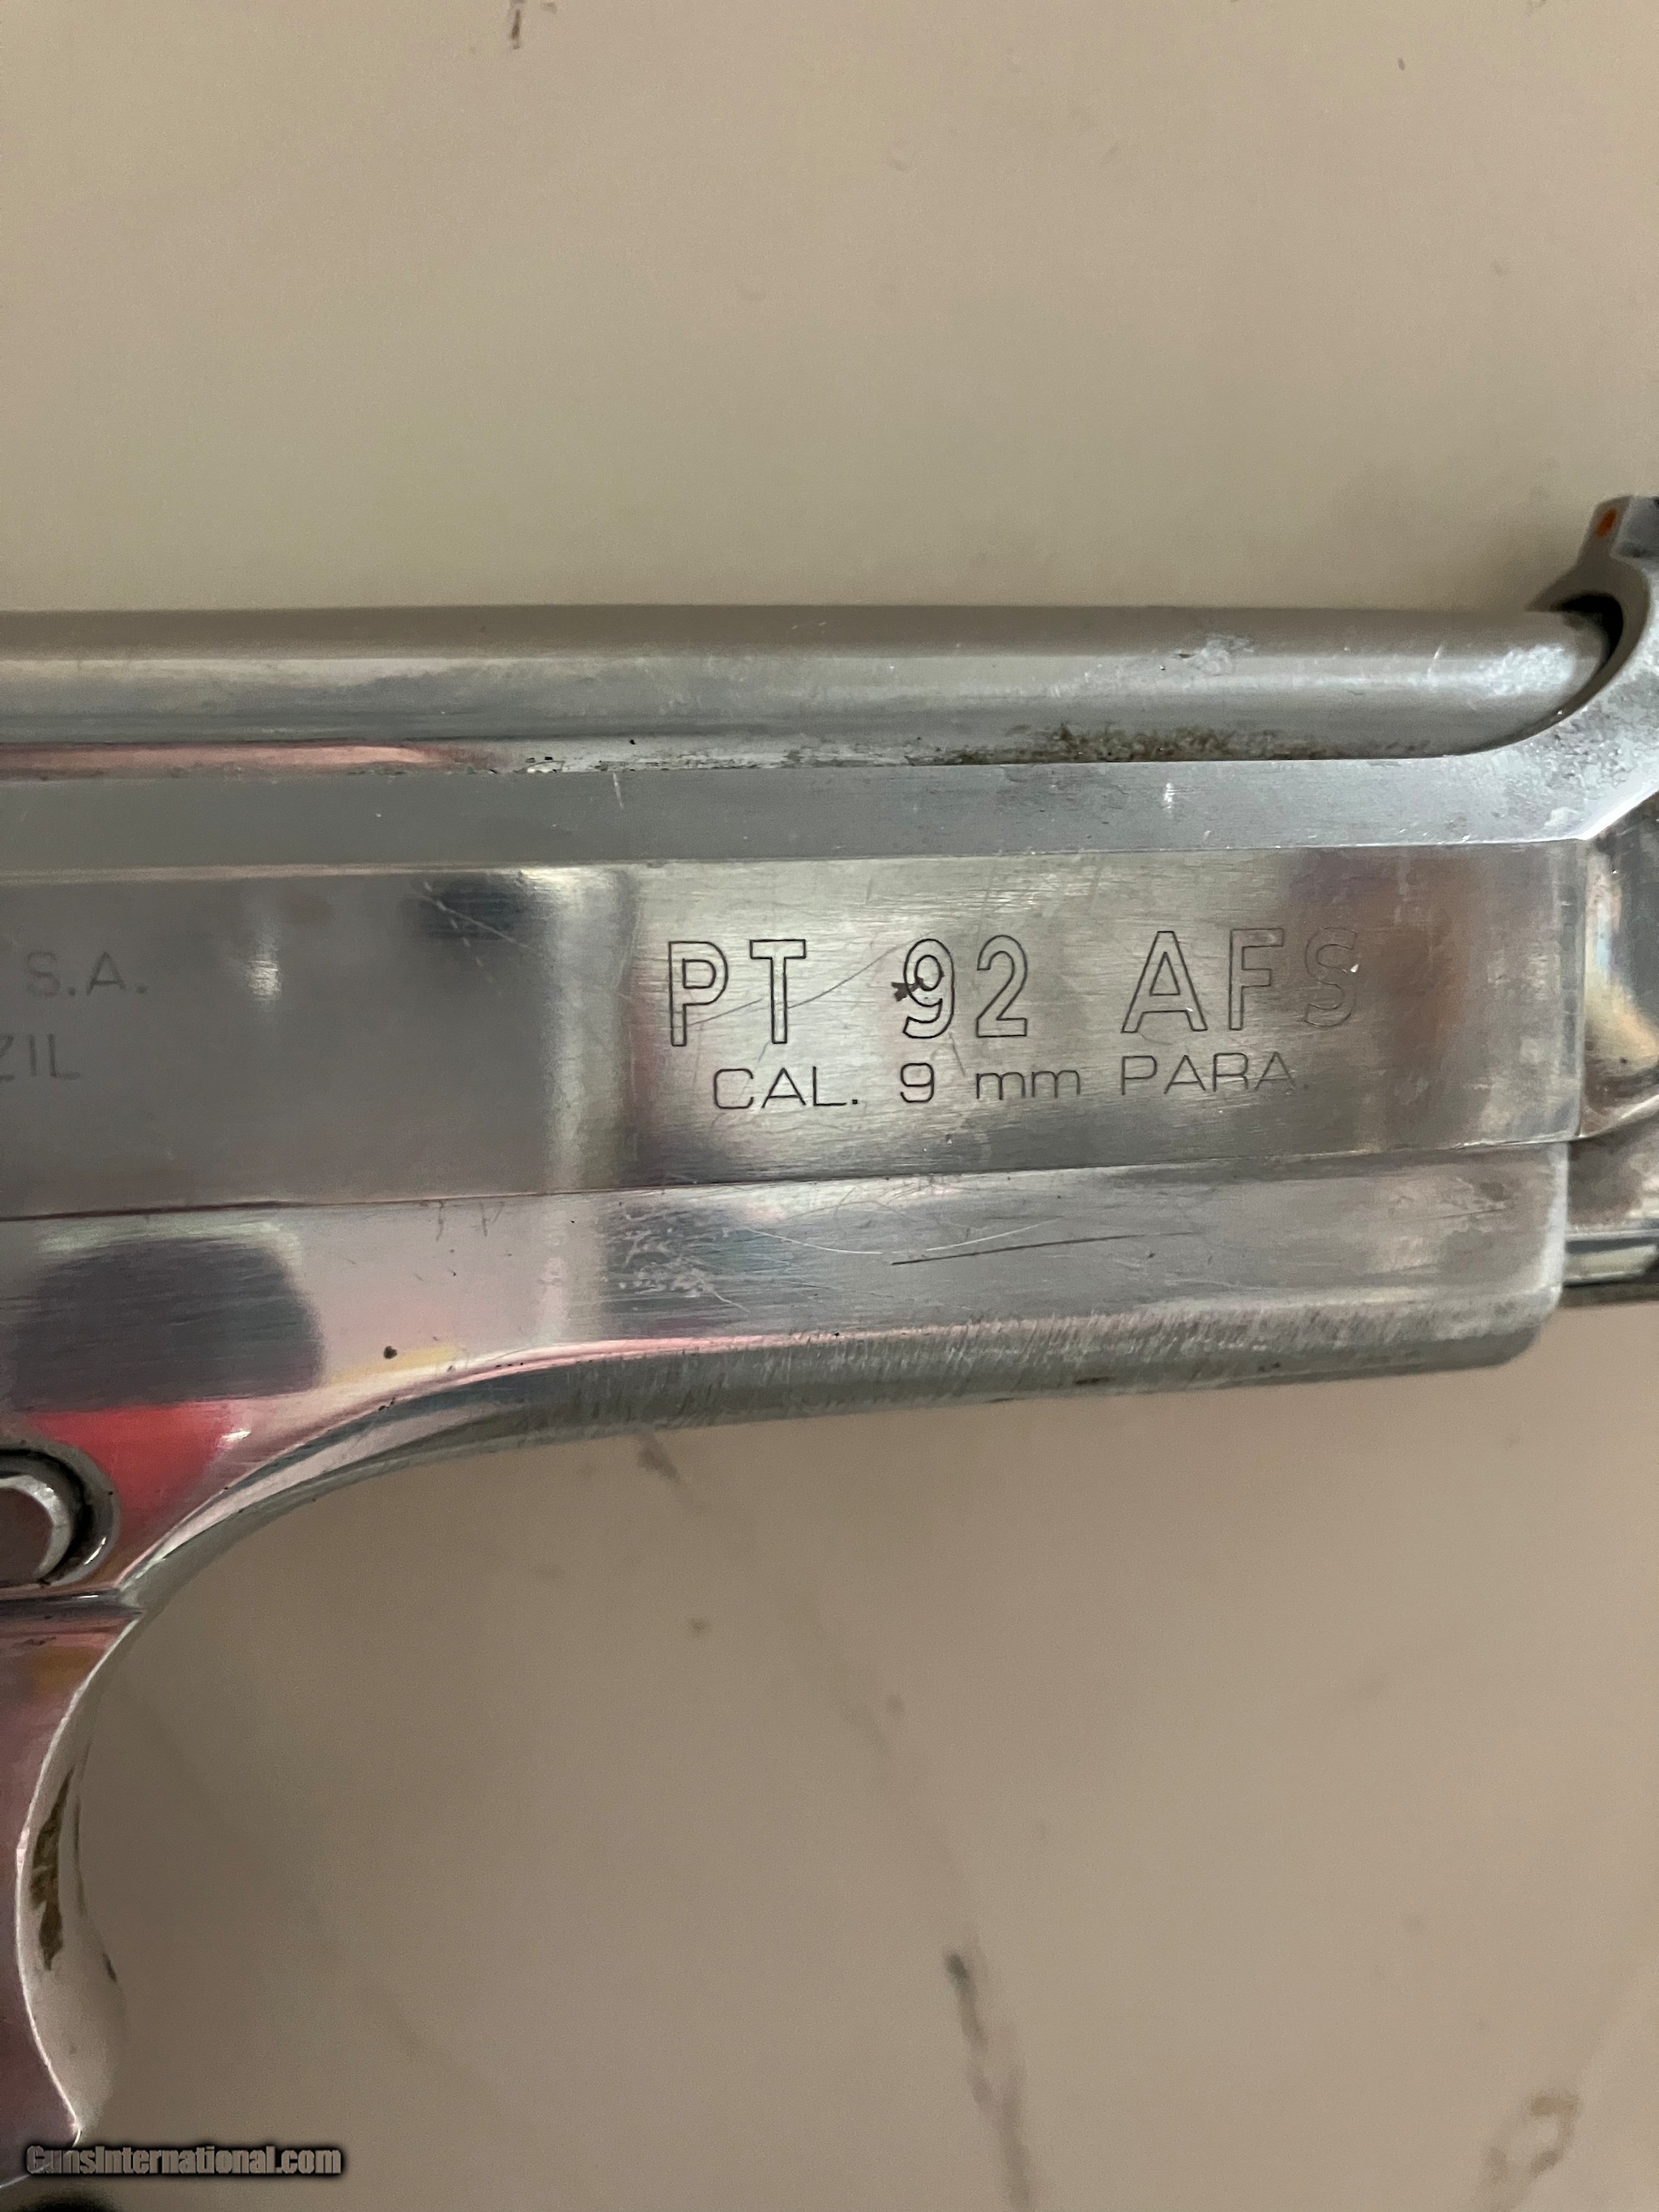 PT 92 AFS
S.A.
CAL. 9 mm PARA.
ZIL
GunsInternational.com